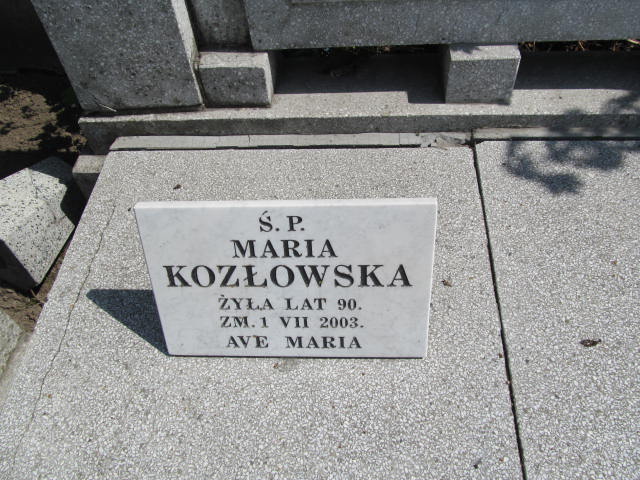 Ś. P.
MARIA
KOZŁOWSKA
ŻYŁA LAT 90.
ZM. 1 VII 2003.
AVE MARIA